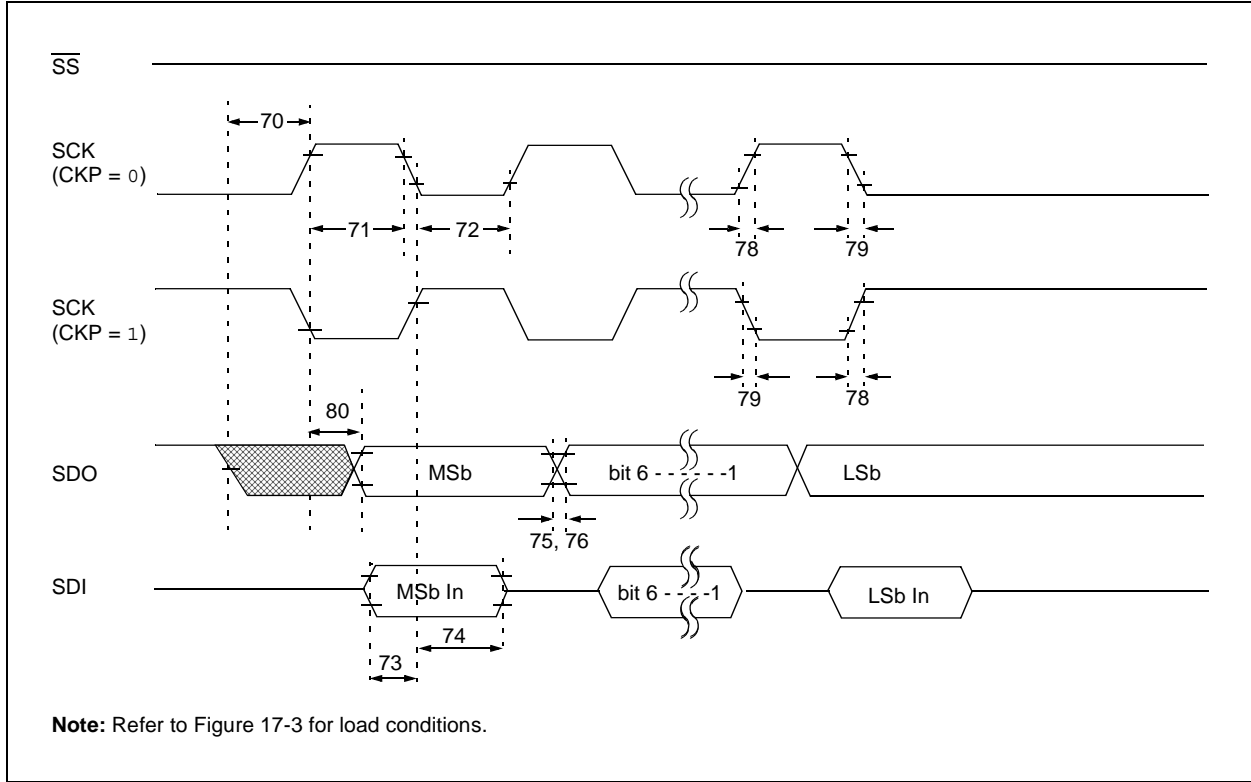 SS
70
SCK
(CKP = 0)
71
72
78
79
SCK
(CKP = 1)
79
78
80
SDO
MSb
bit 6 - - - - - - -1
LSb
75, 76
SDI
MSb In
bit 6 - - - - -1
LSb In
74
73
Note: Refer to Figure 17-3 for load conditions.